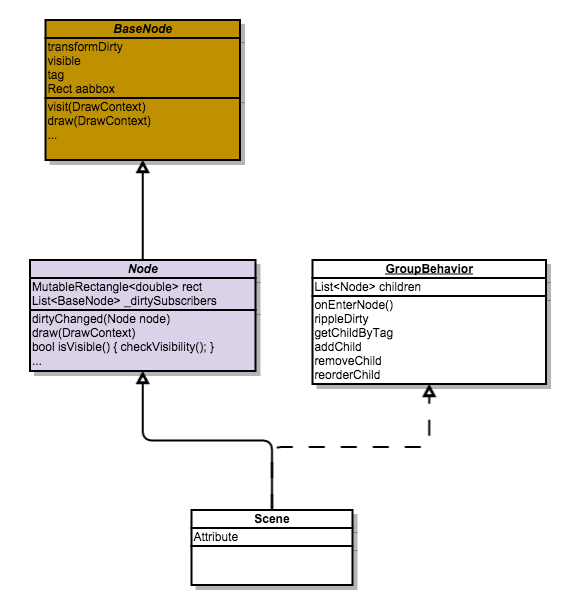 BaseNode
transformDirty
visible
tag
Rect aabbox
visit(DrawContext)
draw(DrawContext)
...
Node
MutableRectangle<double> rect
List<BaseNode> _dirtySubscribers
dirtyChanged(Node node)
draw(DrawContext)
bool isVisible() { checkVisibility(); }
...
GroupBehavior
List<Node> children
onEnterNode()
rippleDirty
getChildByTag
addChild
removeChild
reorderChild
Scene
Attribute